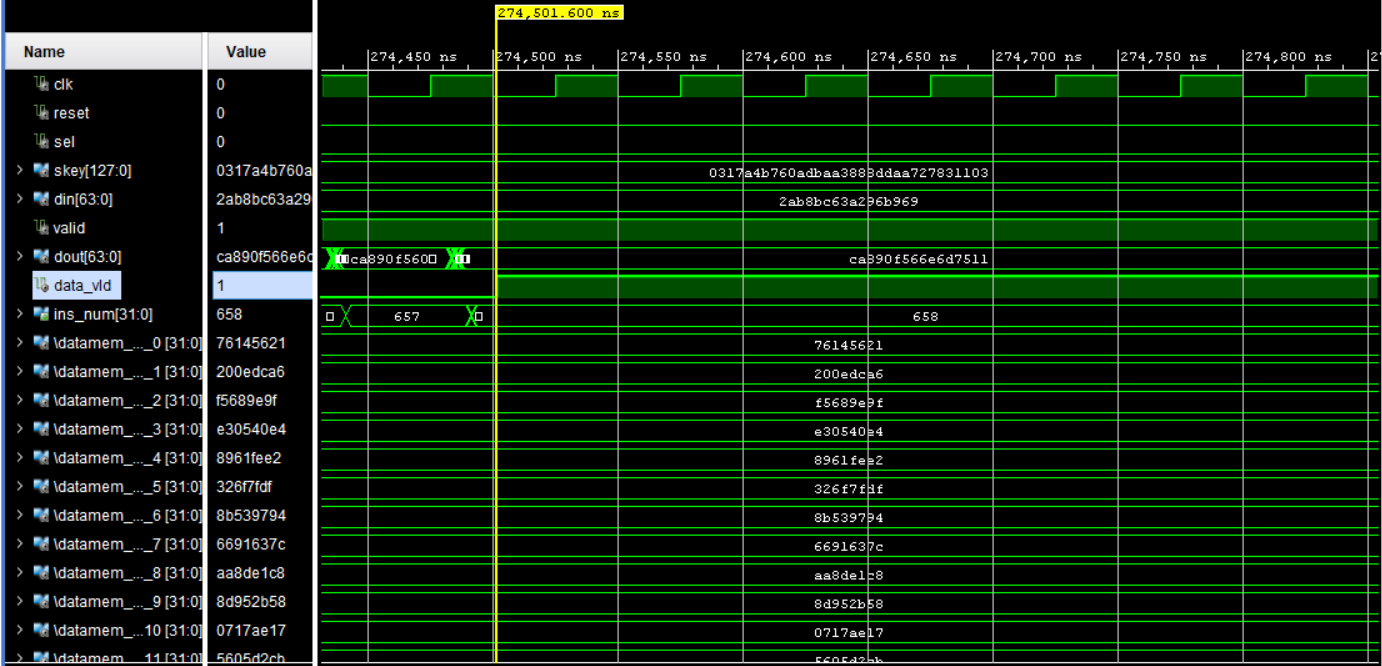 274,501.600 ns
Name Value
274,450 ns 274,500 ns 274,550 ns 274,600 ns 274,650 ns 274,700 ns 274,750 ns 274,800 ns
clk 0
reset 0
sel 0
skey[127:0] 0317a4b760a 0317a4b760adbaa3888ddaa727831103
din[63:0] 2ab8bc63a29 2ab8bc63a296b969
valid 1
dout[63:0] ca890f566e6d ca890f560 ca890f566e6d7511
data_vld 1
ins_num[31:0] 658 657 658
\datamem_..._0 [31:0] 76145621 76145621
\datamem_..._1 [31:0] 200edca6 200edca6
\datamem_..._2 [31:0] f5689e9f f5689e9f
\datamem_..._3 [31:0] e30540e4 e30540e4
\datamem_..._4 [31:0] 8961fee2 8961fee2
\datamem_..._5 [31:0] 326f7fdf 326f7fdf
\datamem_..._6 [31:0] 8b539794 8b539794
\datamem_..._7 [31:0] 6691637c 6691637c
\datamem_..._8 [31:0] aa8de1c8 aa8de1c8
\datamem_..._9 [31:0] 8d952b58 8d952b58
\datamem_...10 [31:0] 0717ae17 0717ae17
\datamem_...11 [31:0] 5605d2cb